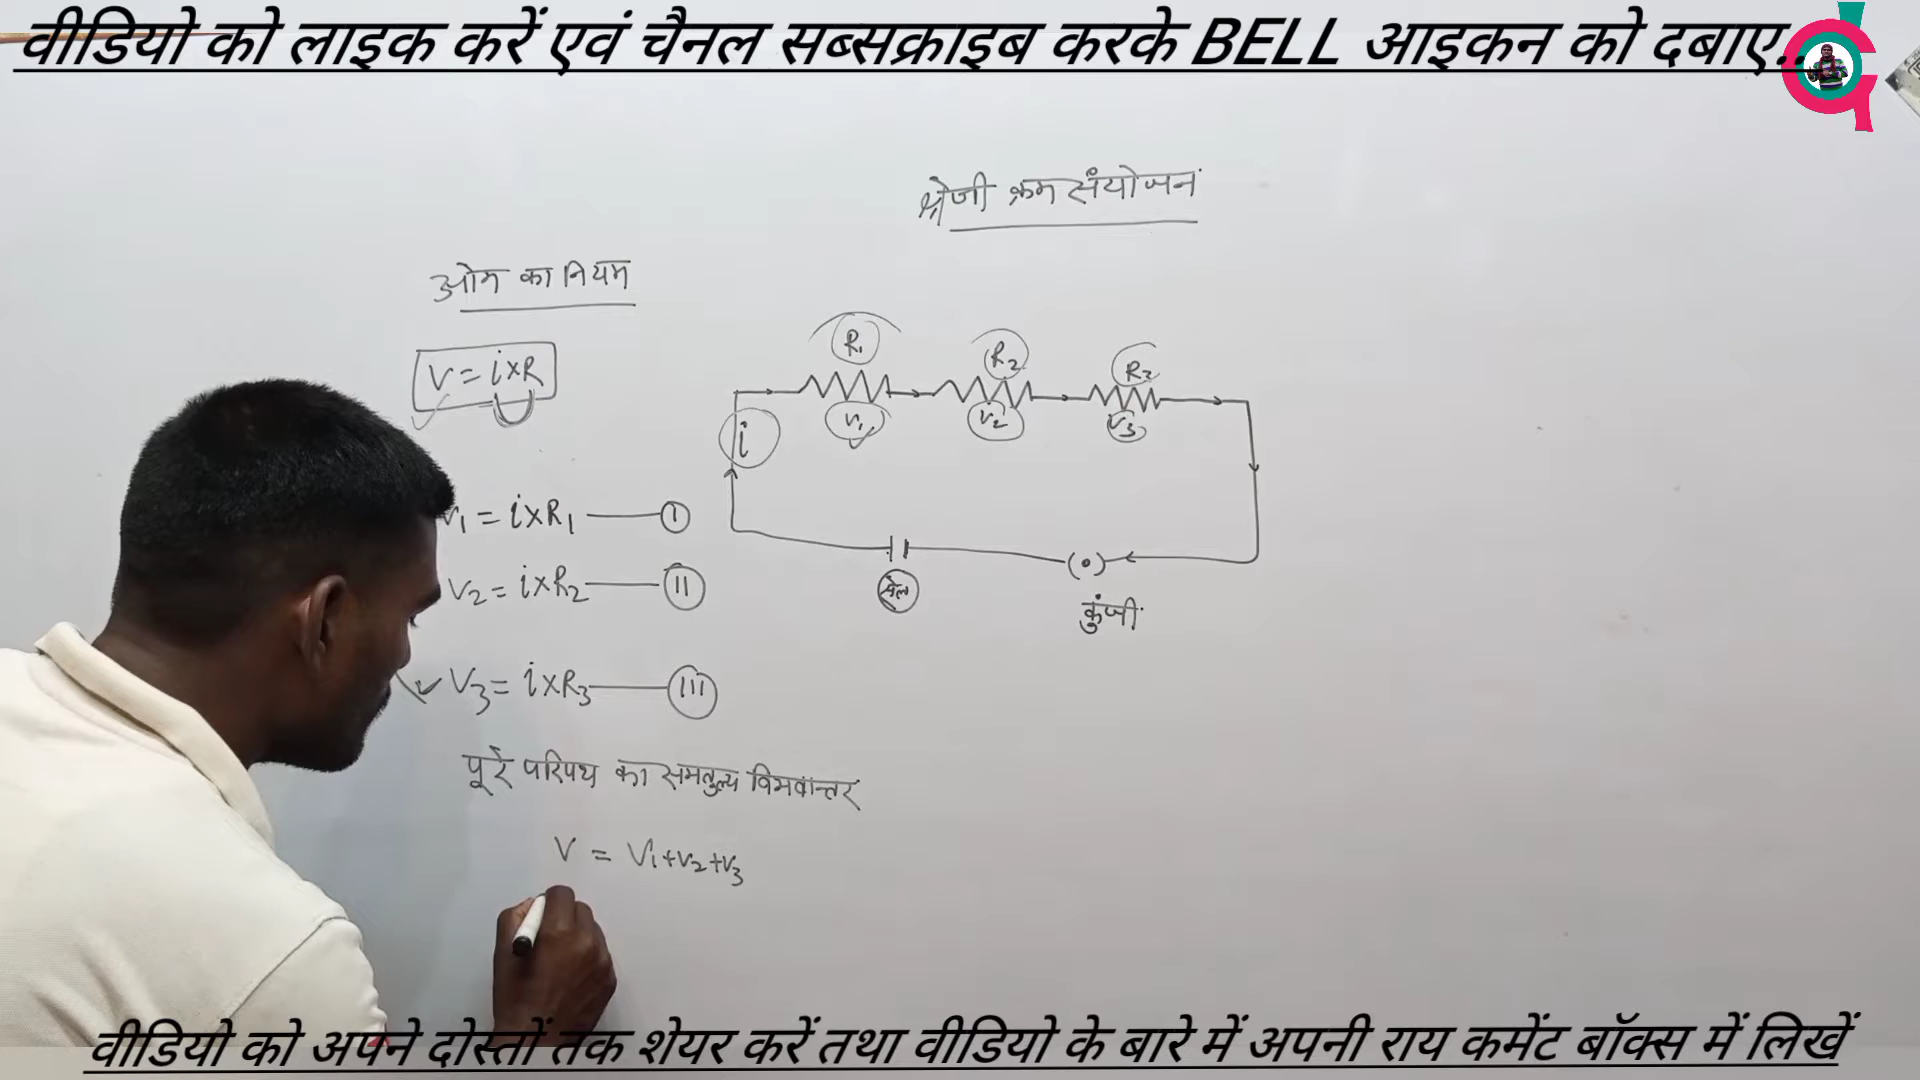 वीडियो को लाइक करें एवं चैनल सब्सक्राइब करके BELL आइकन को दबाए..
श्रेणी क्रम संयोजन
ओम का नियम
V = i×R
R₁
R₂
R₃
V₁
V₂
V₃
i
सेल
कुंजी
V₁ = i×R₁ —— I
V₂ = i×R₂ —— II
V₃ = i×R₃ —— III
पूरे परिपथ का समतुल्य विभवान्तर
V = V₁+V₂+V₃
वीडियो को अपने दोस्तों तक शेयर करें तथा वीडियो के बारे में अपनी राय कमेंट बॉक्स में लिखें